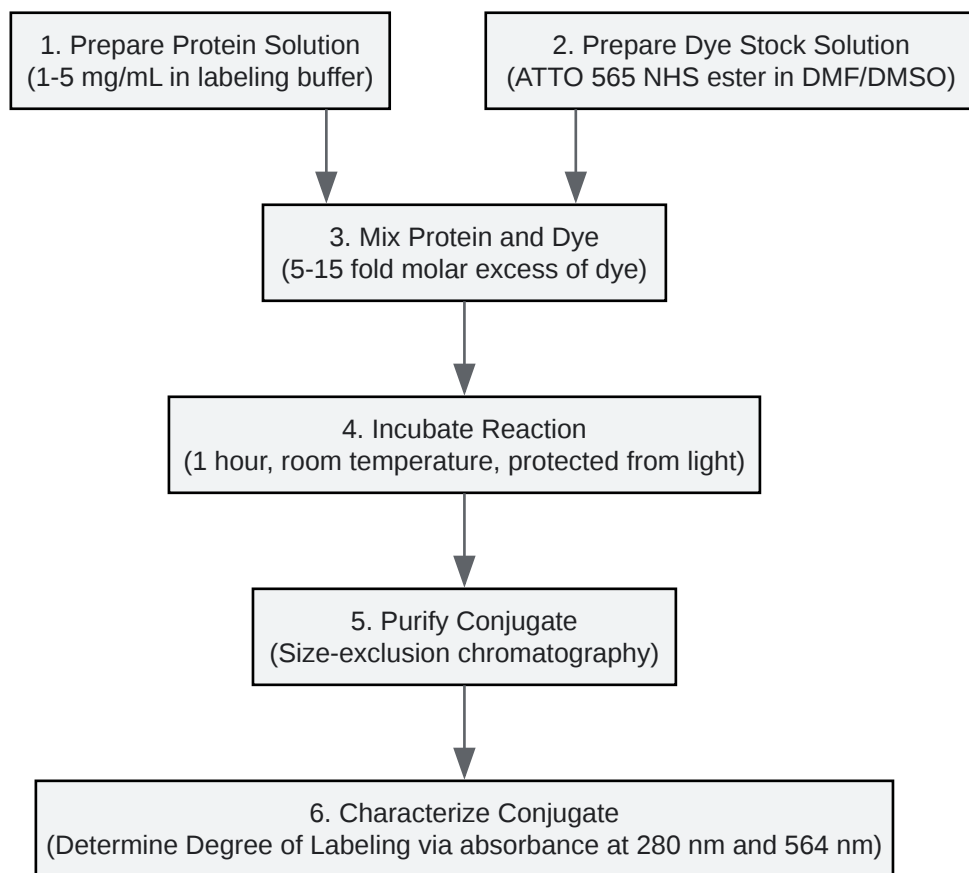 1. Prepare Protein Solution
(1-5 mg/mL in labeling buffer)
2. Prepare Dye Stock Solution
(ATTO 565 NHS ester in DMF/DMSO)
3. Mix Protein and Dye
(5-15 fold molar excess of dye)
4. Incubate Reaction
(1 hour, room temperature, protected from light)
5. Purify Conjugate
(Size-exclusion chromatography)
6. Characterize Conjugate
(Determine Degree of Labeling via absorbance at 280 nm and 564 nm)